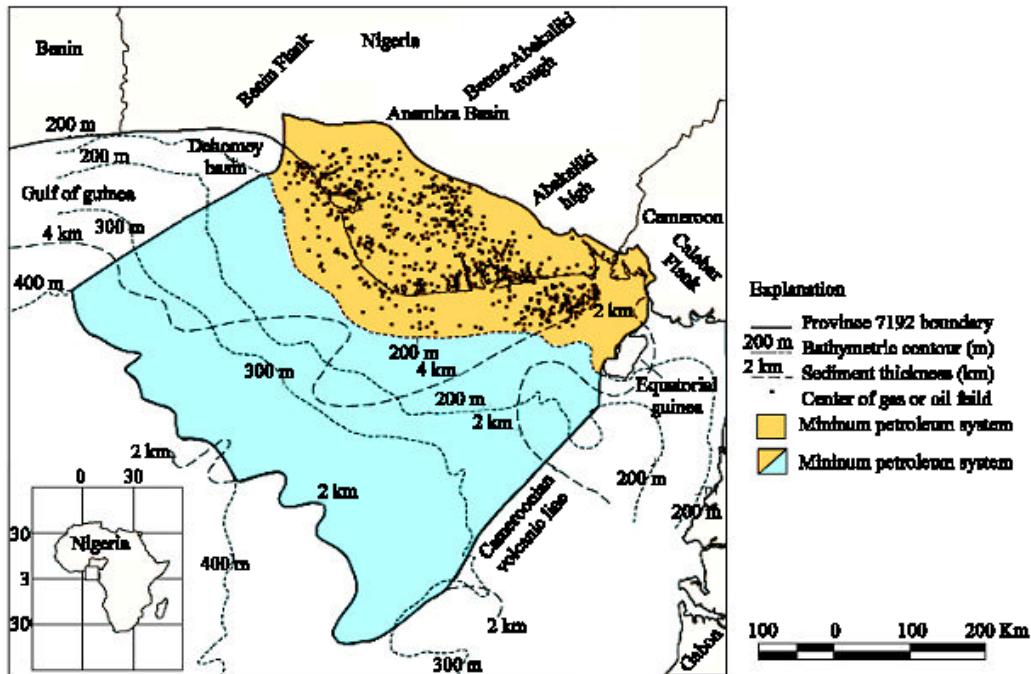 Benin
Nigeria
Benin Flank
Benue-Abakaliki
trough
Anambra Basin
200 m
200 m
Dahomey
basin
Abakaliki
high
Gulf of guinea
Cameroon
300 m
4 km
Calabar
Flank
400 m
2 km
200 m
4 km
300 m
200 m
Equatorial
guinea
2 km
2 km
2 km
200 m
200 m
Cameroonian
volcanic line
400 m
2 km
300 m
Gabon
0
30
30
Nigeria
3
30
Explanation
Province 7192 boundary
200 m
Bathymetric contour (m)
2 km
Sediment thickness (km)
Center of gas or oil feild
Minimum petroleum system
Mininum petroleum system
100
0
100
200 Km